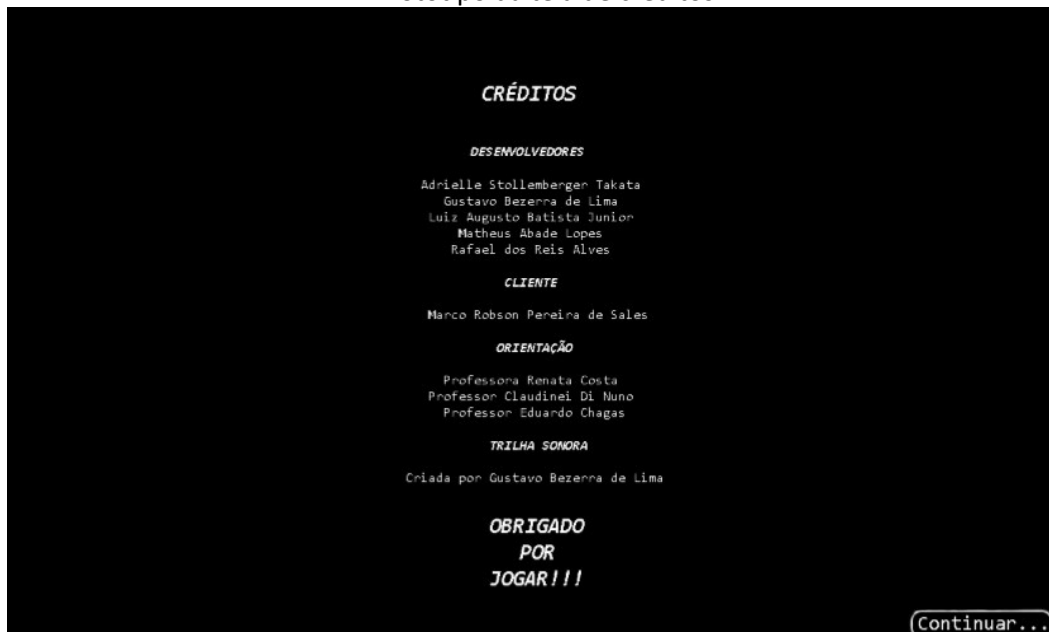 CRÉDITOS
DESENVOLVEDORES
Adrielle Stollemberger Takata
Gustavo Bezerra de Lima
Luiz Augusto Batista Junior
Matheus Abade Lopes
Rafael dos Reis Alves
CLIENTE
Marco Robson Pereira de Sales
ORIENTAÇÃO
Professora Renata Costa
Professor Claudinei Di Nuno
Professor Eduardo Chagas
TRILHA SONORA
Criada por Gustavo Bezerra de Lima
OBRIGADO
POR
JOGAR!!!
Continuar...